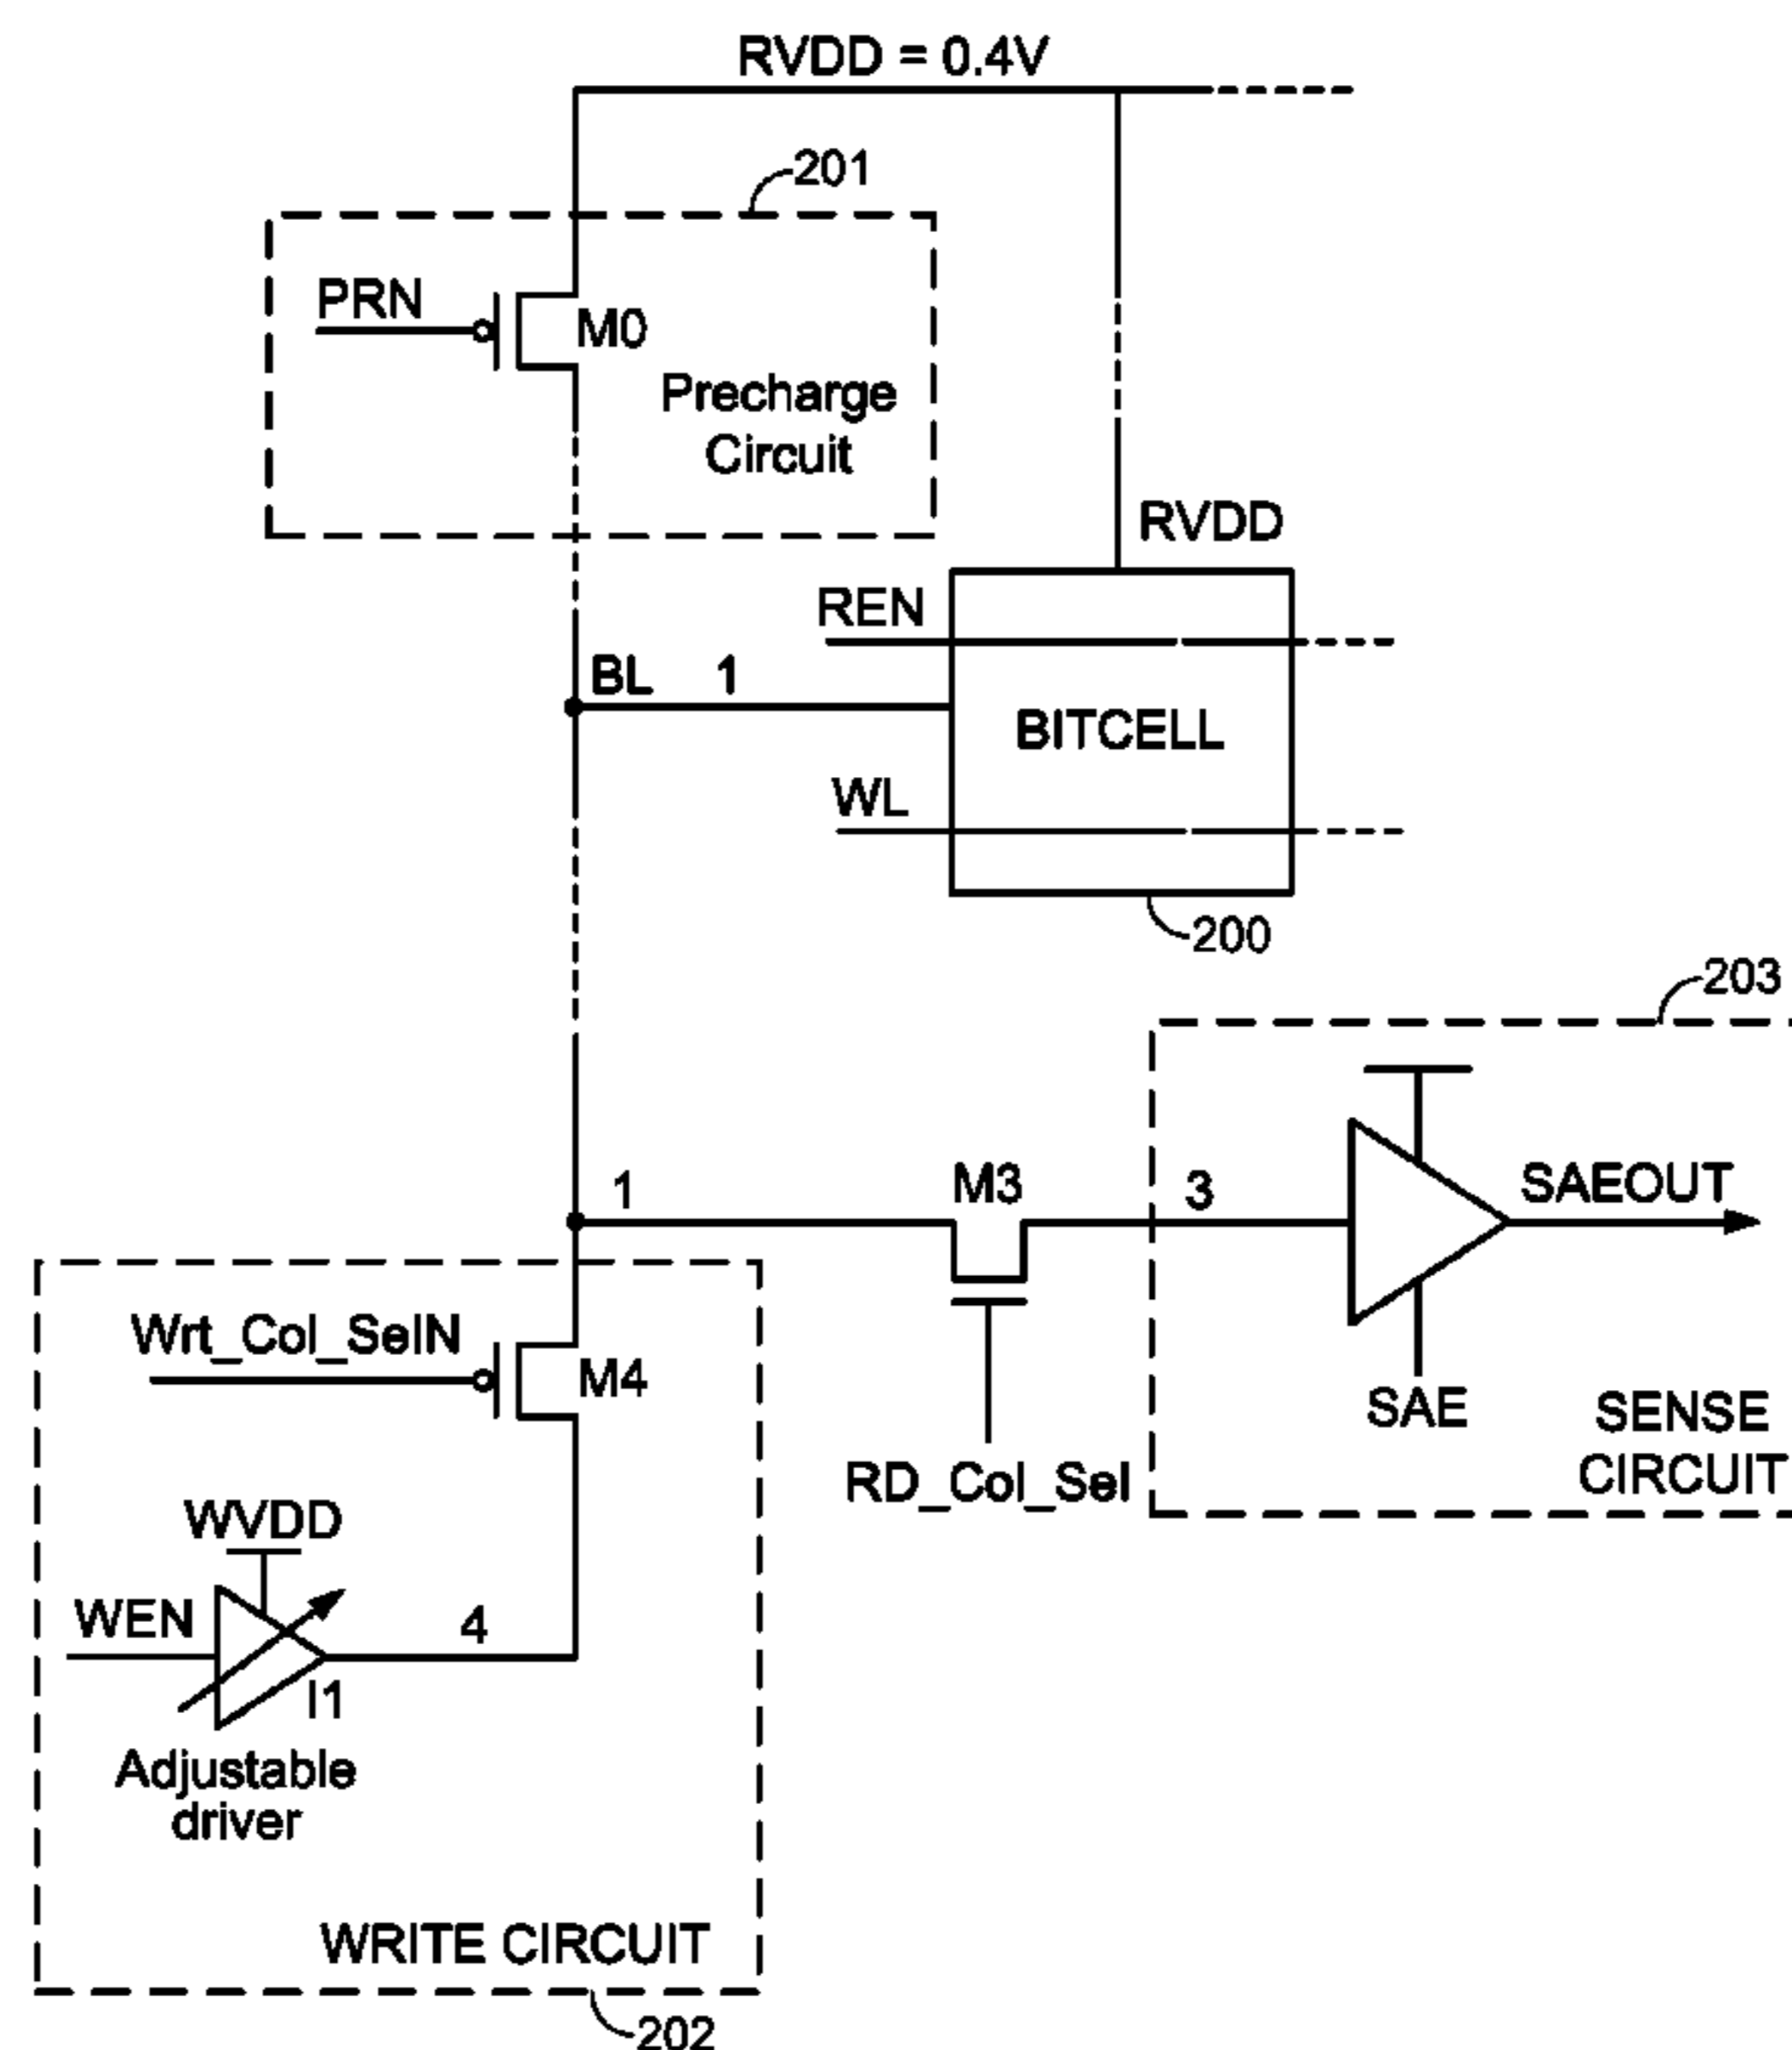 RVDD = 0.4V
201
PRN
M0
Precharge
Circuit
RVDD
REN
BL 1
BITCELL
WL
200
203
1
M3
3
SAEOUT
Wrt_Col_SelN
M4
SAE
SENSE
CIRCUIT
RD_Col_Sel
WVDD
WEN
4
I1
Adjustable
driver
WRITE CIRCUIT
202